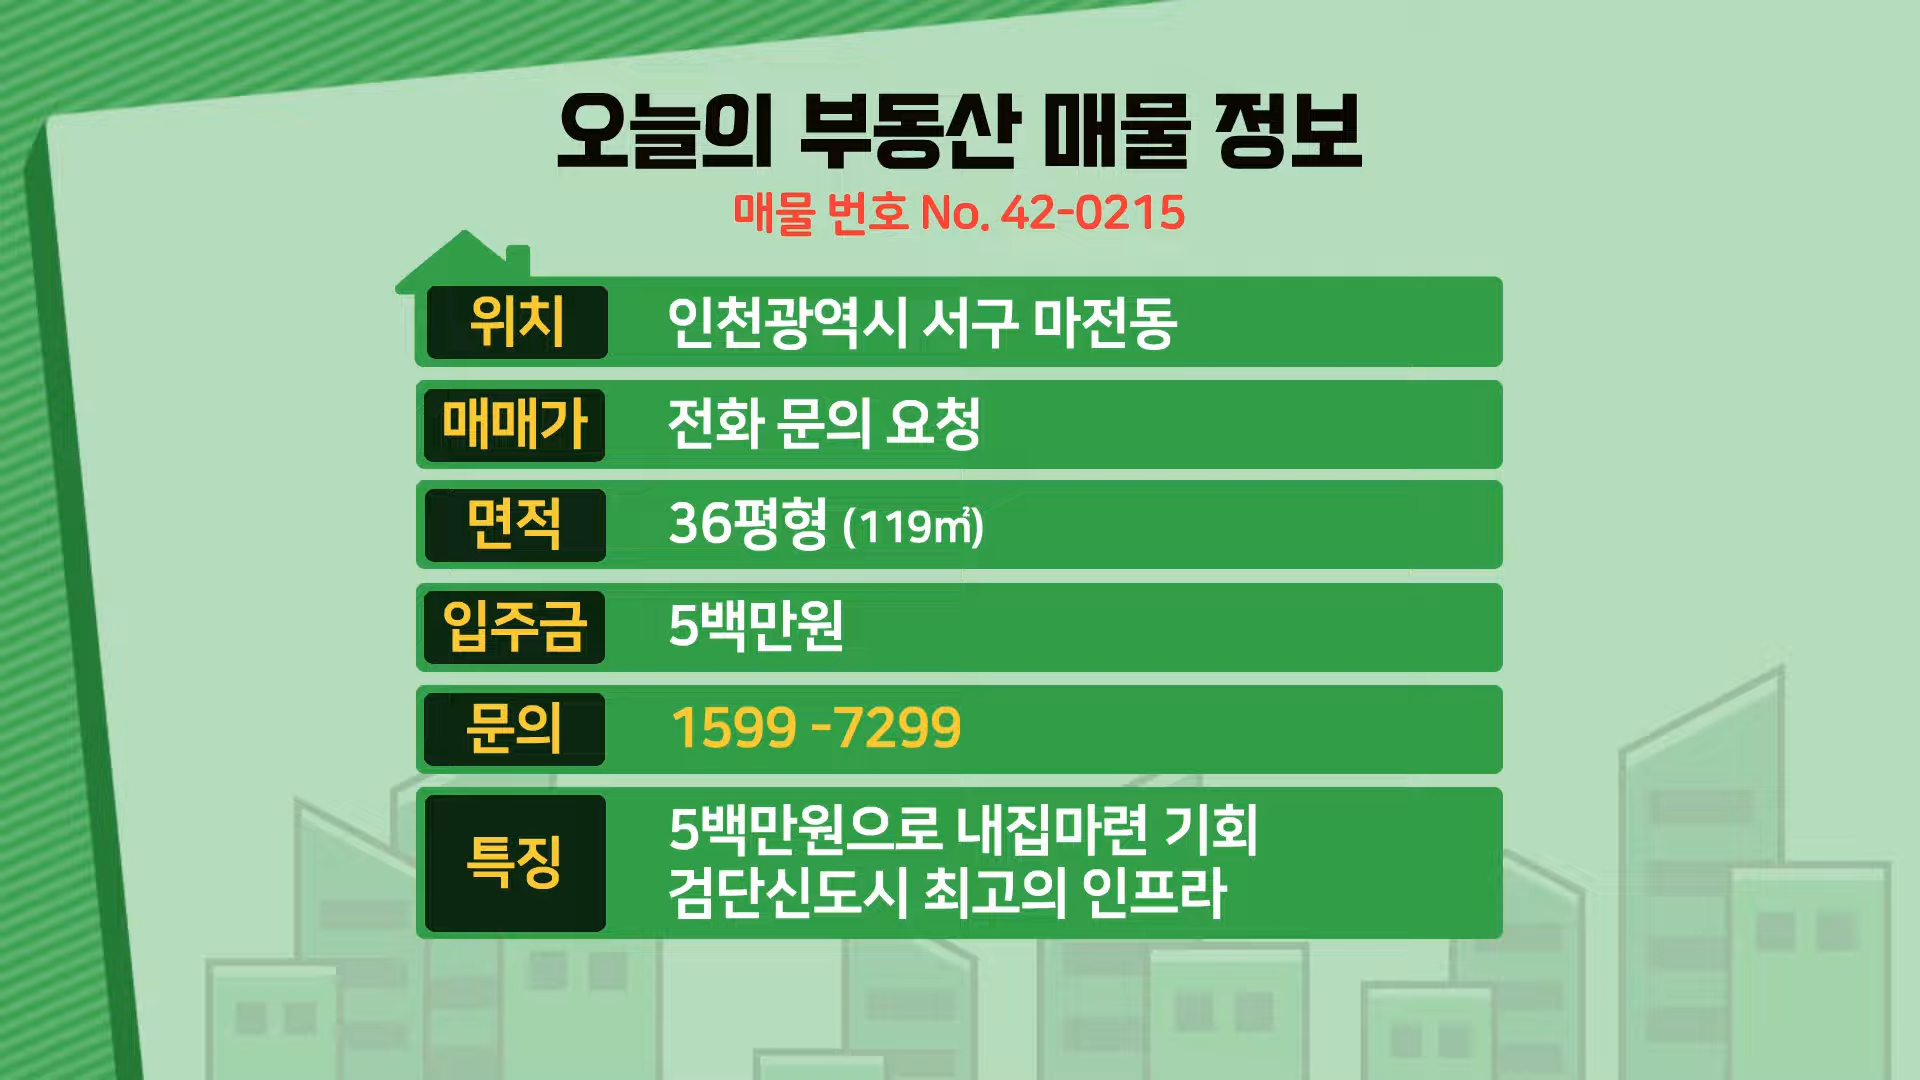 오늘의 부동산 매물 정보
매물 번호 No. 42-0215
위치 인천광역시 서구 마전동
매매가 전화 문의 요청
면적 36평형 (119㎡)
입주금 5백만원
문의 1599 -7299
특징 5백만원으로 내집마련 기회
검단신도시 최고의 인프라